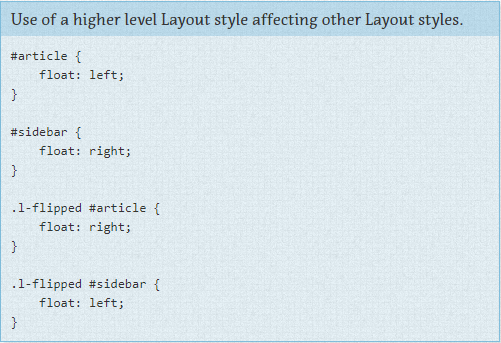 Use of a higher level Layout style affecting other Layout styles.
#article {
    float: left;
}
#sidebar {
    float: right;
}
.l-flipped #article {
    float: right;
}
.l-flipped #sidebar {
    float: left;
}